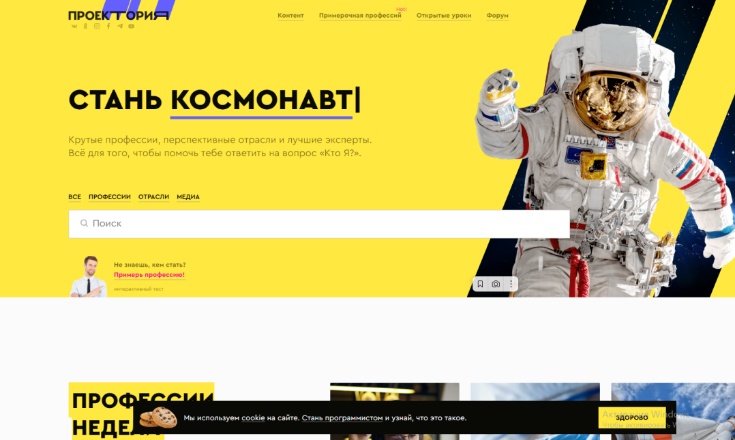 ПРОЕКТОРИЯ
Контент
Примерочная профессий
Открытые уроки
Форум
СТАНЬ КОСМОНАВТ
Крутые профессии, перспективные отрасли и лучшие эксперты.
Всё для того, чтобы помочь тебе ответить на вопрос «Кто Я?».
ВСЕ ПРОФЕССИИ ОТРАСЛИ МЕДИА
Поиск
Не знаешь, кем стать?
Примерь профессию!
интерактивный тест
ПРОФЕССИИ
Мы используем cookie на сайте. Стань программистом и узнай, что это такое.
ЗДОРОВО